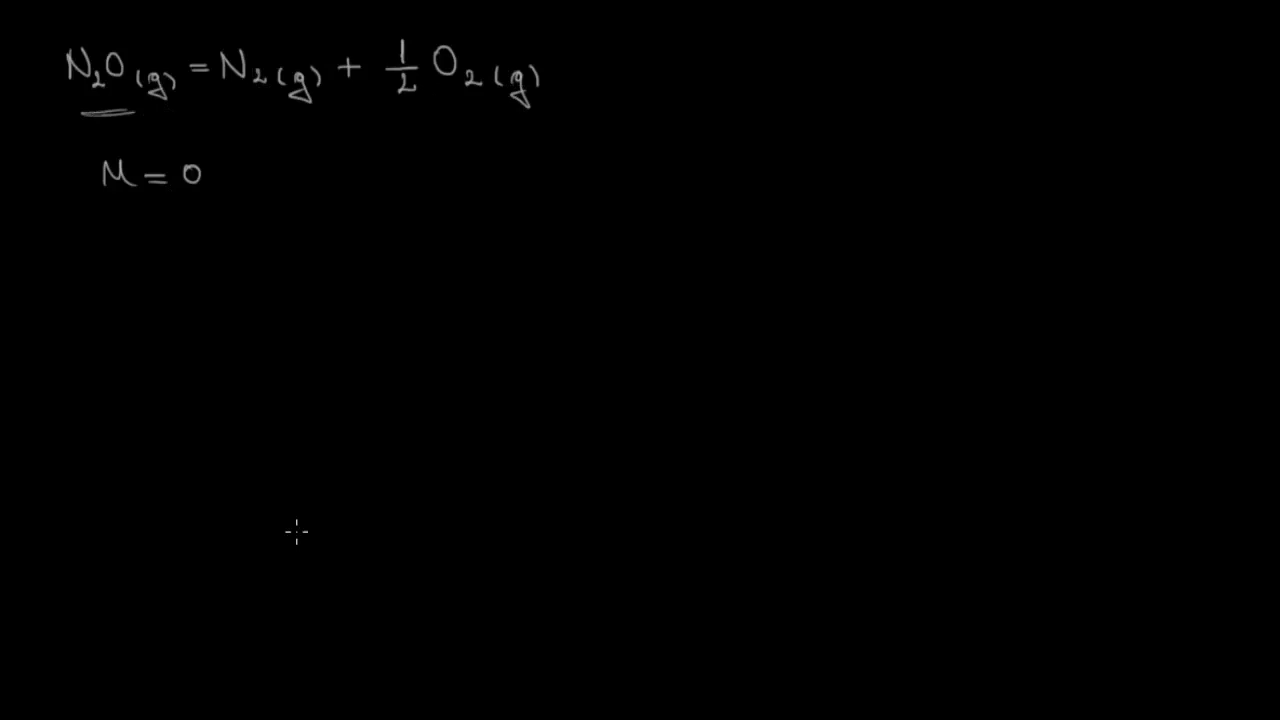 N₂O(g) = N₂(g) + 1/2 O₂(g)
M = 0